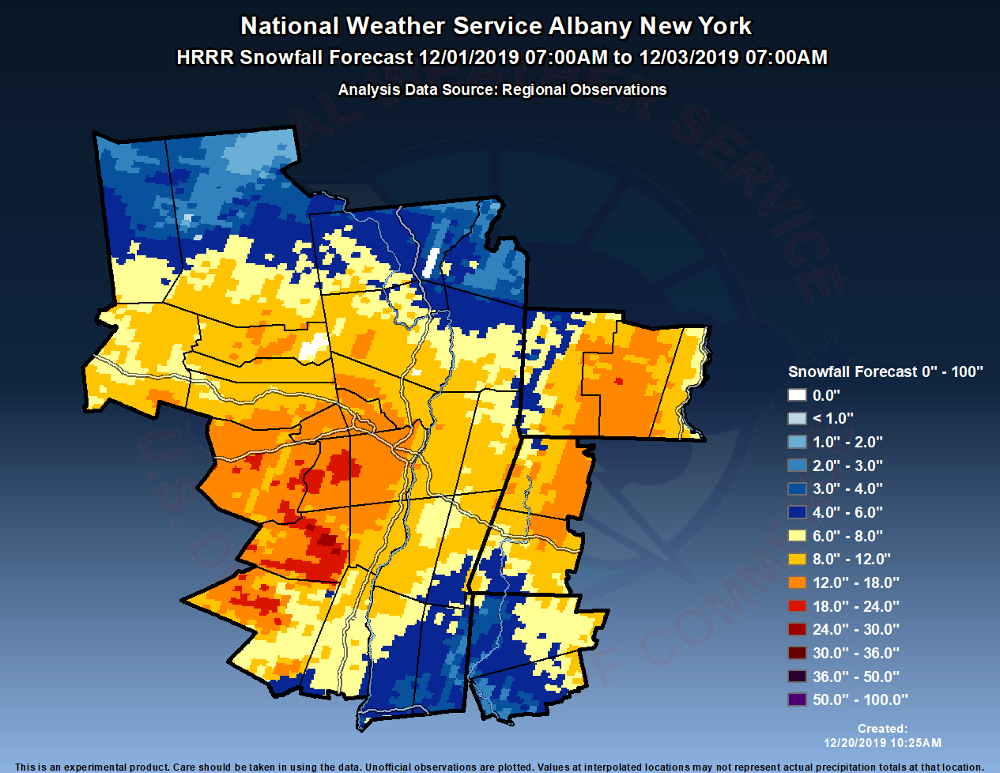 National Weather Service Albany New York
HRRR Snowfall Forecast 12/01/2019 07:00AM to 12/03/2019 07:00AM
Analysis Data Source: Regional Observations
Snowfall Forecast 0" - 100"
0.0"
< 1.0"
1.0" - 2.0"
2.0" - 3.0"
3.0" - 4.0"
4.0" - 6.0"
6.0" - 8.0"
8.0" - 12.0"
12.0" - 18.0"
18.0" - 24.0"
24.0" - 30.0"
30.0" - 36.0"
36.0" - 50.0"
50.0" - 100.0"
Created:
12/20/2019 10:25AM
This is an experimental product. Care should be taken in using the data. Unofficial observations are plotted. Values at interpolated locations may not represent actual precipitation totals at that location.